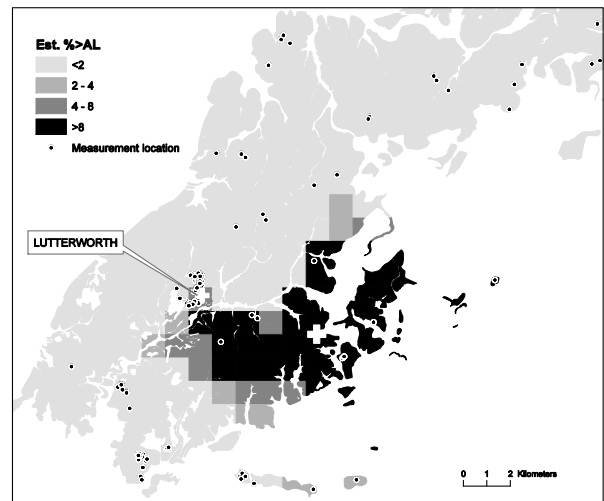 Est. %>AL
<2
2 - 4
4 - 8
>8
Measurement location
LUTTERWORTH
0 1 2 Kilometers